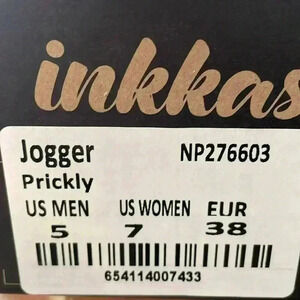 inkkas
Jogger NP276603
Prickly
US MEN US WOMEN EUR
5 7 38
654114007433